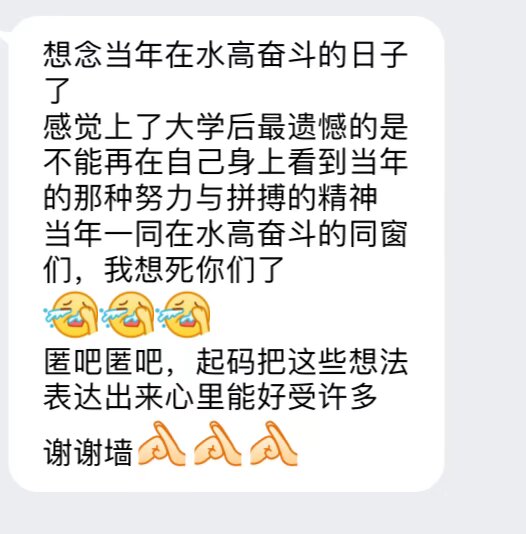 想念当年在水高奋斗的日子
了
感觉上了大学后最遗憾的是
不能再在自己身上看到当年
的那种努力与拼搏的精神
当年一同在水高奋斗的同窗
们，我想死你们了
匿吧匿吧，起码把这些想法
表达出来心里能好受许多
谢谢墙